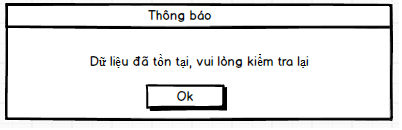 Thông báo
Dữ liệu đã tồn tại, vui lòng kiểm tra lại
Ok